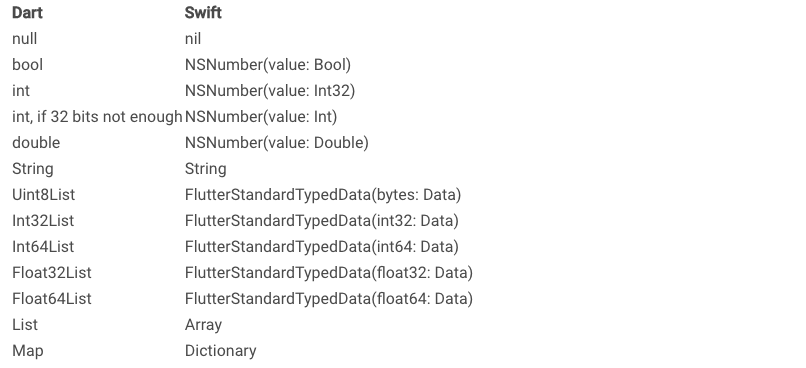 Dart Swift
null nil
bool NSNumber(value: Bool)
int NSNumber(value: Int32)
int, if 32 bits not enough NSNumber(value: Int)
double NSNumber(value: Double)
String String
Uint8List FlutterStandardTypedData(bytes: Data)
Int32List FlutterStandardTypedData(int32: Data)
Int64List FlutterStandardTypedData(int64: Data)
Float32List FlutterStandardTypedData(float32: Data)
Float64List FlutterStandardTypedData(float64: Data)
List Array
Map Dictionary